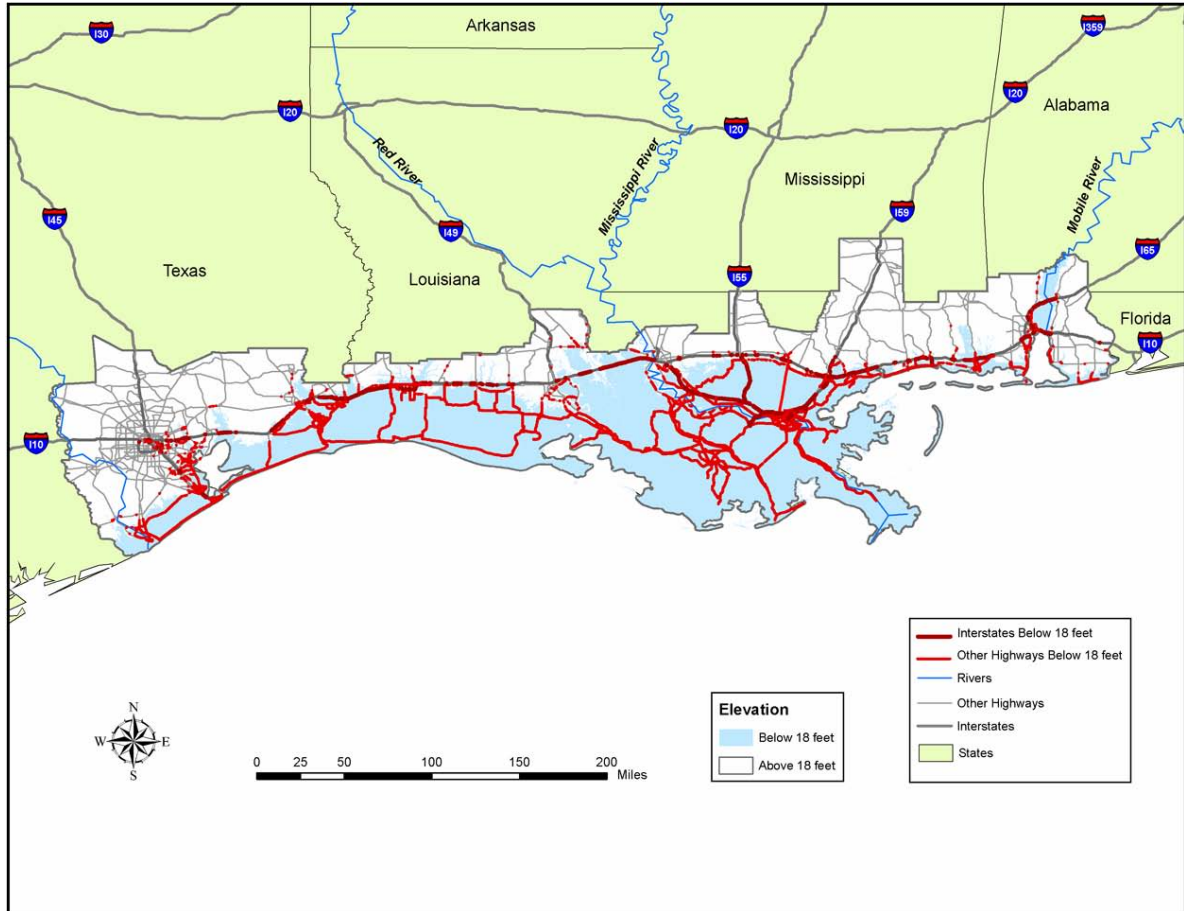 Arkansas
I30
I359
I20
I20
I20
Alabama
Red River
Mississippi River
Mississippi
Mobile River
I45
I49
I59
I65
Texas
Louisiana
I55
Florida
I10
I10
Interstates Below 18 feet
Other Highways Below 18 feet
Rivers
Other Highways
Interstates
States
Elevation
Below 18 feet
Above 18 feet
N
W E
S
0 25 50 100 150 200
Miles